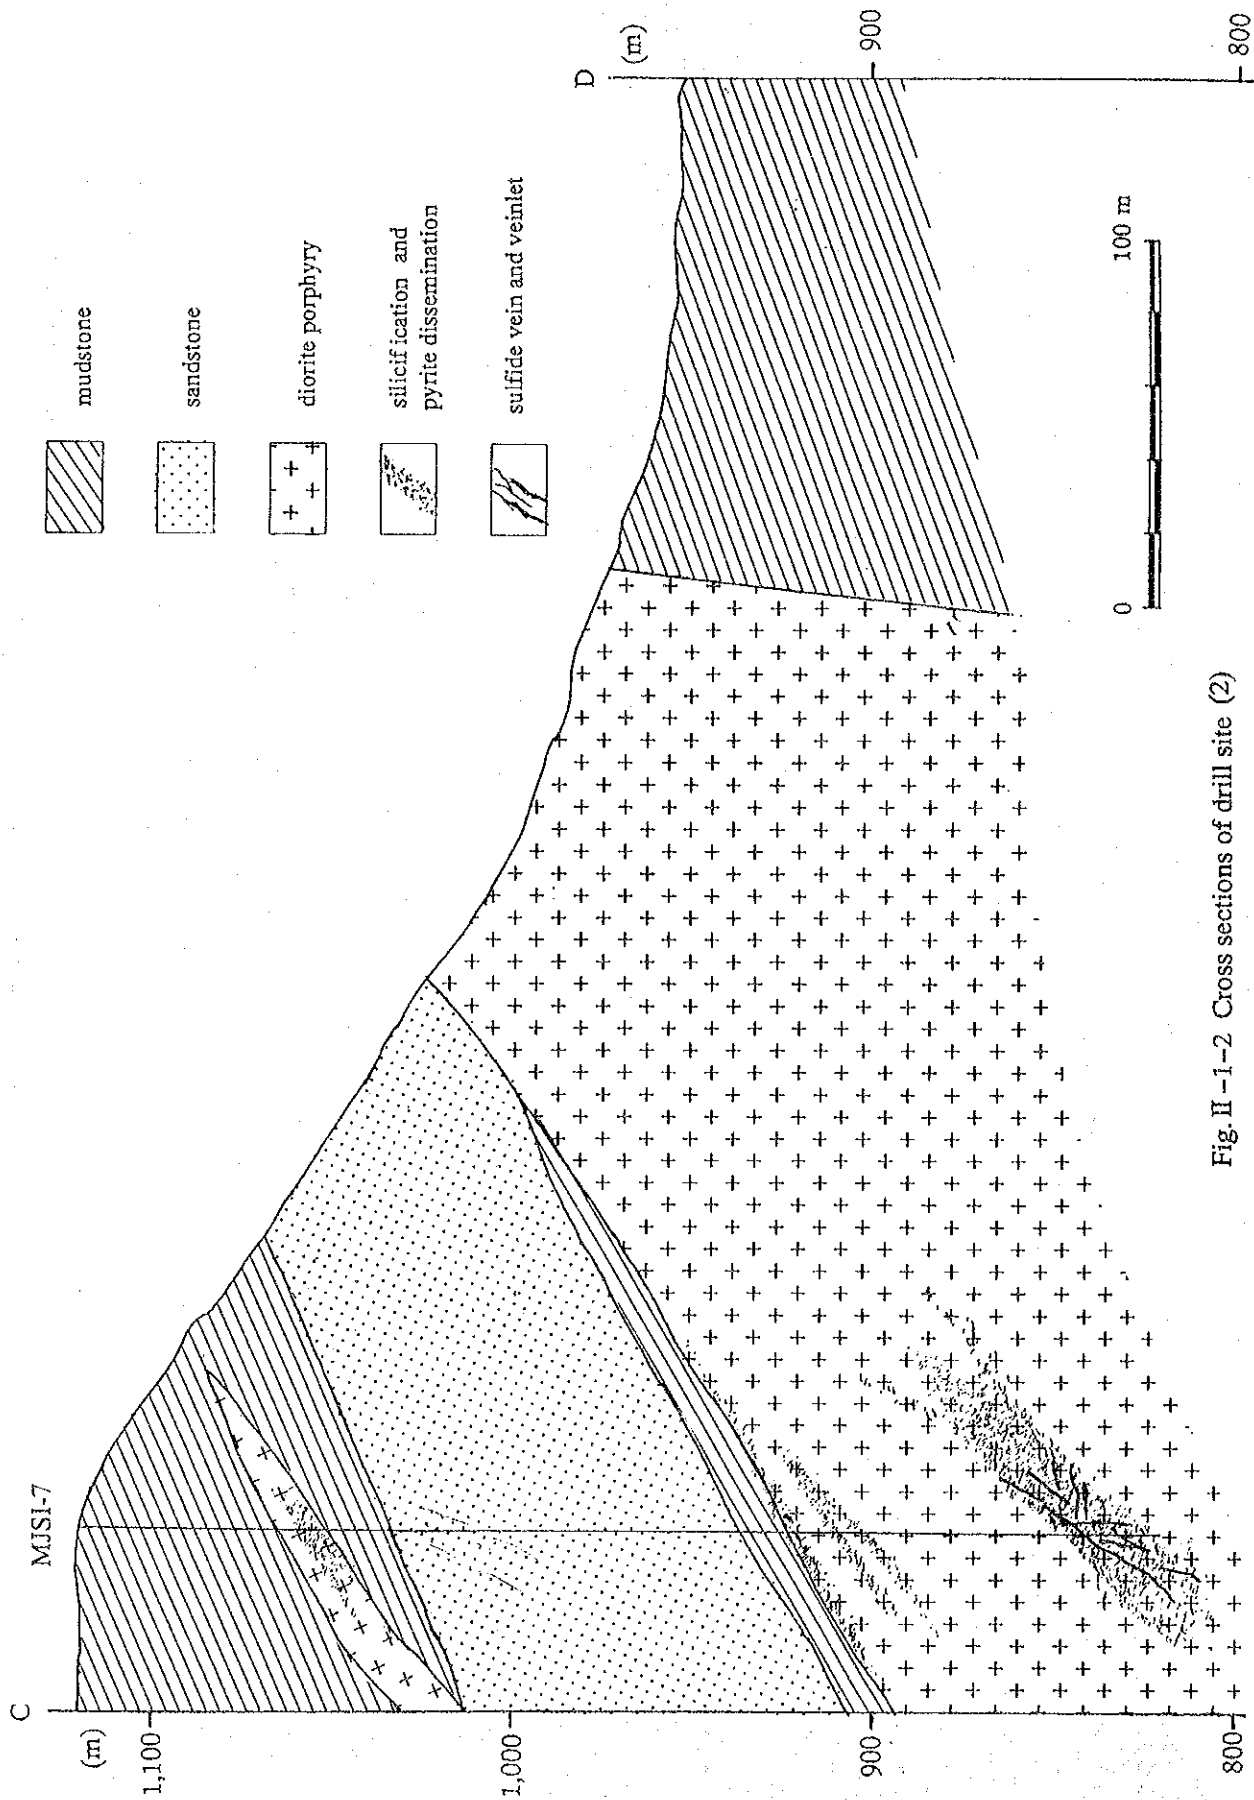 C
MJSI-7
(m)
1,100
1,000
900
800
D
(m)
900
800
mudstone
sandstone
diorite porphyry
silicification and
pyrite dissemination
sulfide vein and veinlet
0
100 m
Fig. II-1-2 Cross sections of drill site (2)